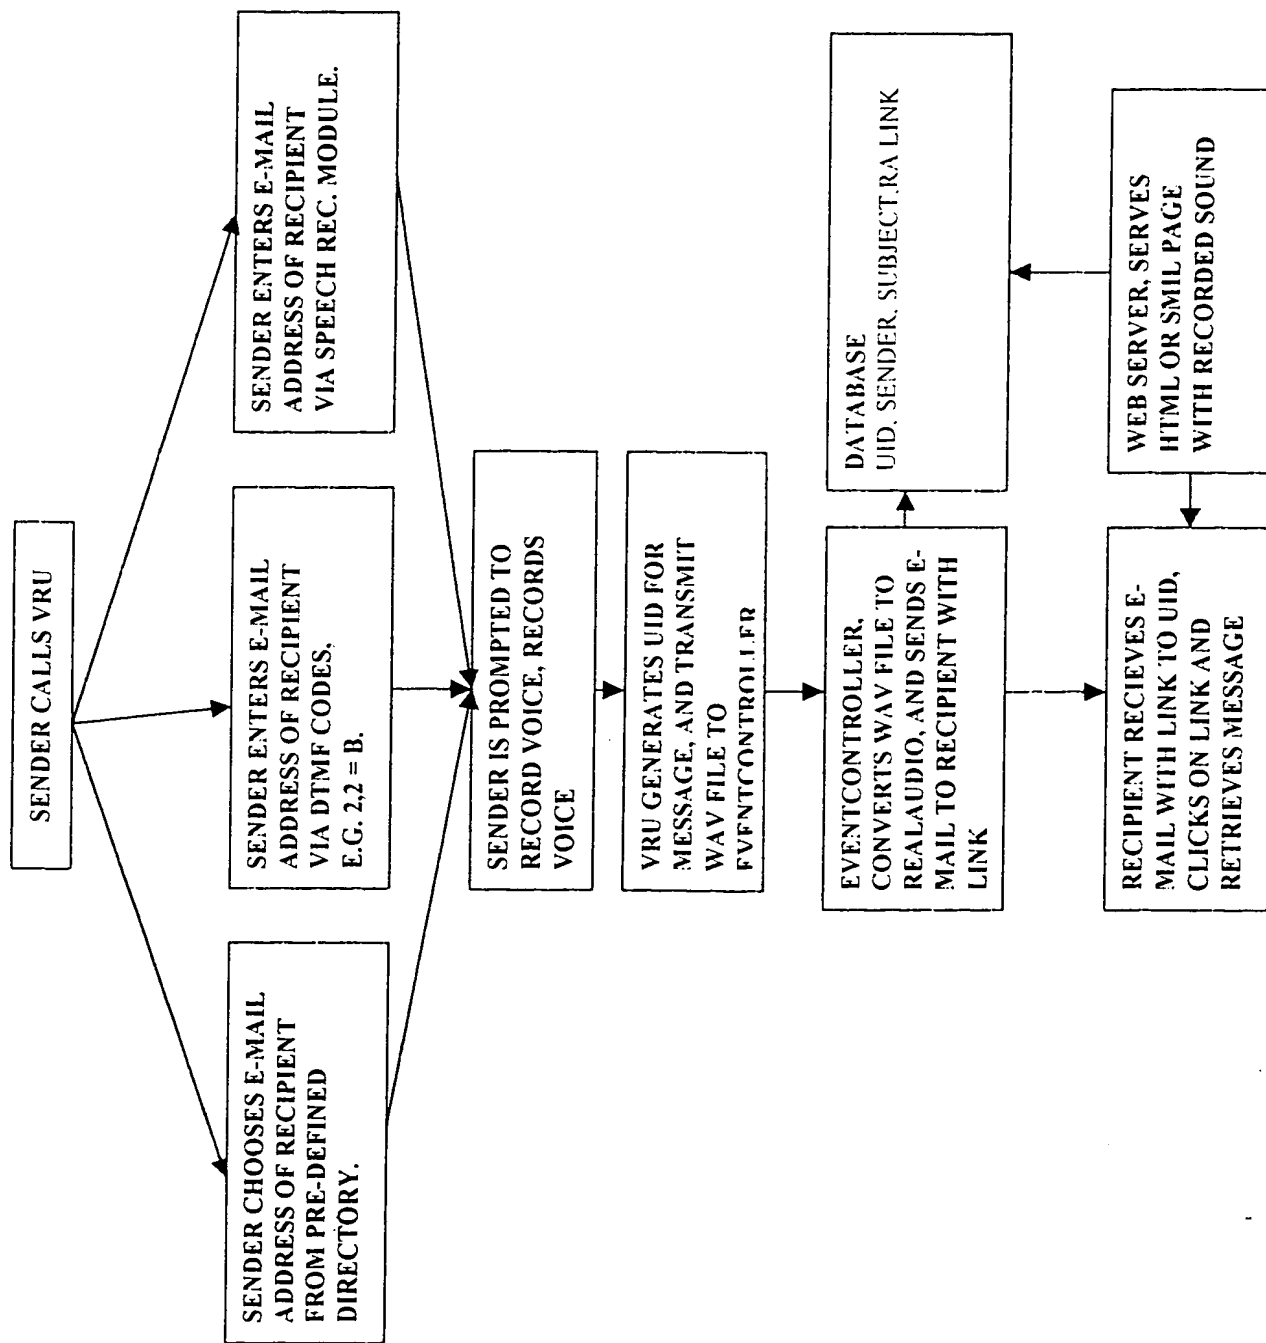 SENDER CALLS VRU
SENDER CHOOSES E-MAIL
ADDRESS OF RECIPIENT
FROM PRE-DEFINED
DIRECTORY.
SENDER ENTERS E-MAIL
ADDRESS OF RECIPIENT
VIA DTMF CODES,
E.G. 2,2 = B.
SENDER ENTERS E-MAIL
ADDRESS OF RECIPIENT
VIA SPEECH REC. MODULE.
SENDER IS PROMPTED TO
RECORD VOICE, RECORDS
VOICE
VRU GENERATES UID FOR
MESSAGE, AND TRANSMIT
WAV FILE TO
EVENTCONTROLLER
EVENTCONTROLLER,
CONVERTS WAV FILE TO
REALAUDIO, AND SENDS E-
MAIL TO RECIPIENT WITH
LINK
DATABASE
UID, SENDER, SUBJECT,RA LINK
RECIPIENT RECIEVES E-
MAIL WITH LINK TO UID,
CLICKS ON LINK AND
RETRIEVES MESSAGE
WEB SERVER, SERVES
HTML OR SMIL PAGE
WITH RECORDED SOUND